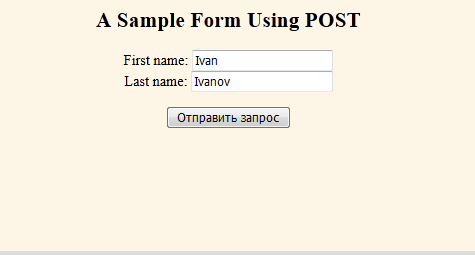 A Sample Form Using POST
First name: Ivan
Last name: Ivanov
Отправить запрос